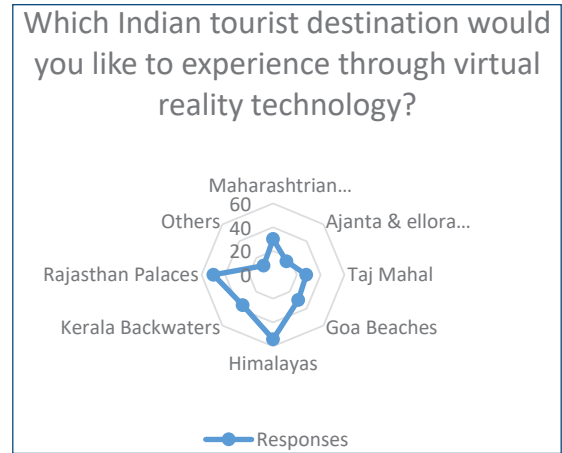 Which Indian tourist destination would
you like to experience through virtual
reality technology?
Maharashtrian...
60
40
20
0
Others
Ajanta & ellora...
Rajasthan Palaces
Taj Mahal
Kerala Backwaters
Goa Beaches
Himalayas
Responses